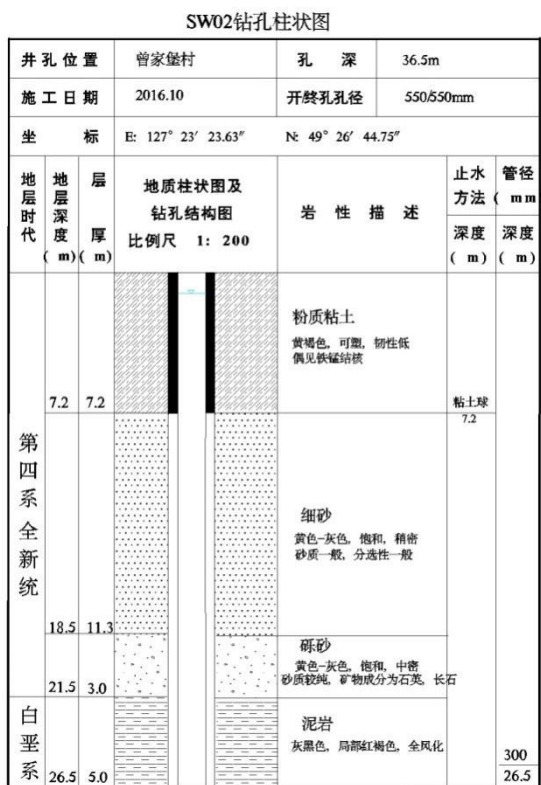 SW02钻孔柱状图
井孔位置 曾家堡村 孔深 36.5m
施工日期 2016.10 开/终孔孔径 550/550mm
坐标 E: 127° 23′ 23.63″ N: 49° 26′ 44.75″
地层时代 地层深度(m) 层厚(m) 地质柱状图及钻孔结构图 比例尺 1: 200 岩性描述 止水方法 深度(m) 管径(mm 深度(m)
粉质粘土
黄褐色, 可塑, 韧性低
偶见铁锰结核
7.2 7.2 粘土球
7.2
第四系全新统
细砂
黄色-灰色, 饱和, 稍密
砂质一般, 分选性一般
18.5 11.3
砾砂
黄色-灰色, 饱和, 中密
砂质较纯, 矿物成分为石英, 长石
21.5 3.0
白垩系
泥岩
灰黑色, 局部红褐色, 全风化
300
26.5 5.0 26.5